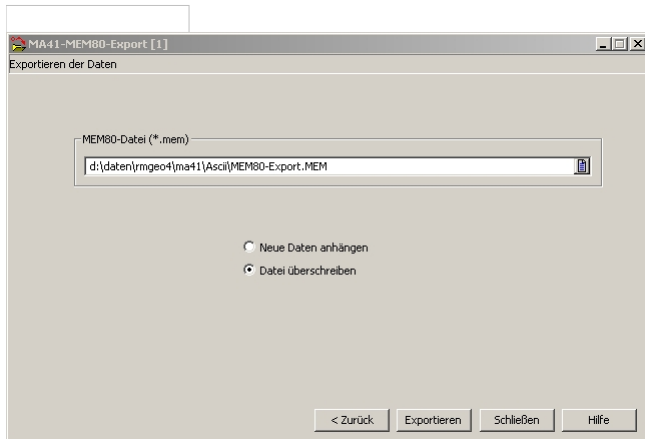 MA41-MEM80-Export [1]
Exportieren der Daten
MEM80-Datei (*.mem)
d:\daten\rmgeo4\ma41\Ascii\MEM80-Export.MEM
Neue Daten anhängen
Datei überschreiben
< Zurück Exportieren Schließen Hilfe